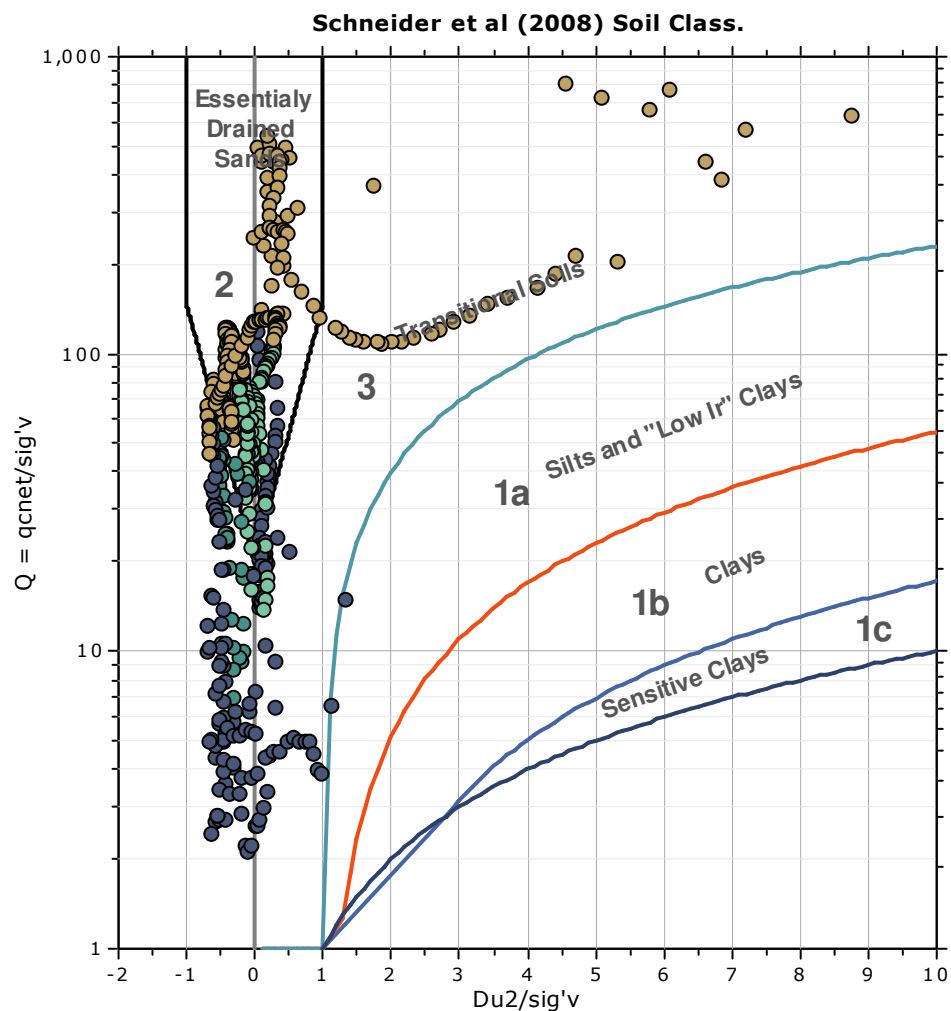 Schneider et al (2008) Soil Class.
1,000
Essentialy
Drained
Sands
2
Transitional Soils
100
3
Silts and "Low Ir" Clays
1a
Q = qcnet/sig'v
Clays
1b
1c
10
Sensitive Clays
1
-2 -1 0 1 2 3 4 5 6 7 8 9 10
Du2/sig'v